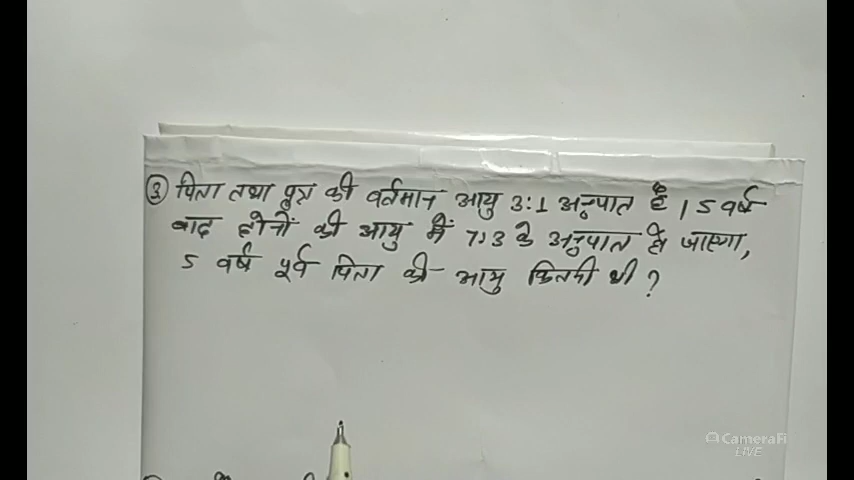 ③ पिता तथा पुत्र की वर्तमान आयु 3:1 अनुपात है । 5 वर्ष
बाद दोनों की आयु में 7:3 के अनुपात हो जाएगा,
5 वर्ष पूर्व पिता की आयु कितनी थी ?
CameraFi
LIVE